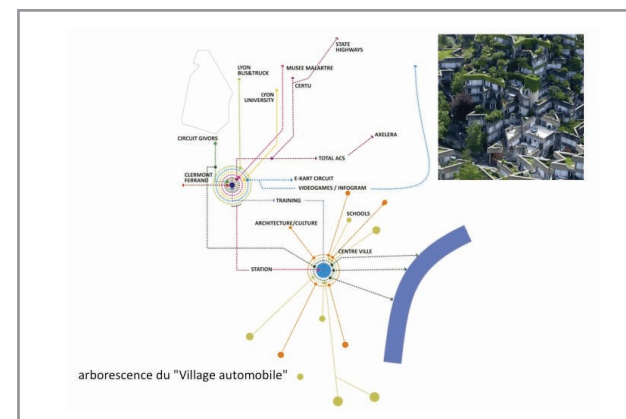 STATE
HIGHWAYS
LYON
BUS&TRUCK
MUSEE MALARTRE
CERTU
LYON
UNIVERSITY
CIRCUIT GIVORS
AXELERA
TOTAL ACS
CLERMONT
FERRAND
E-KART CIRCUIT
VIDEOGAMES / INFOGRAM
TRAINING
SCHOOLS
ARCHITECTURE/CULTURE
CENTRE VILLE
STATION
arborescence du "Village automobile"